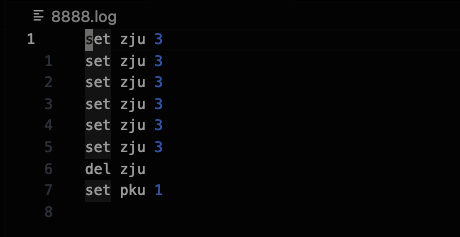 8888.log
1 set zju 3
1 set zju 3
2 set zju 3
3 set zju 3
4 set zju 3
5 set zju 3
6 del zju
7 set pku 1
8